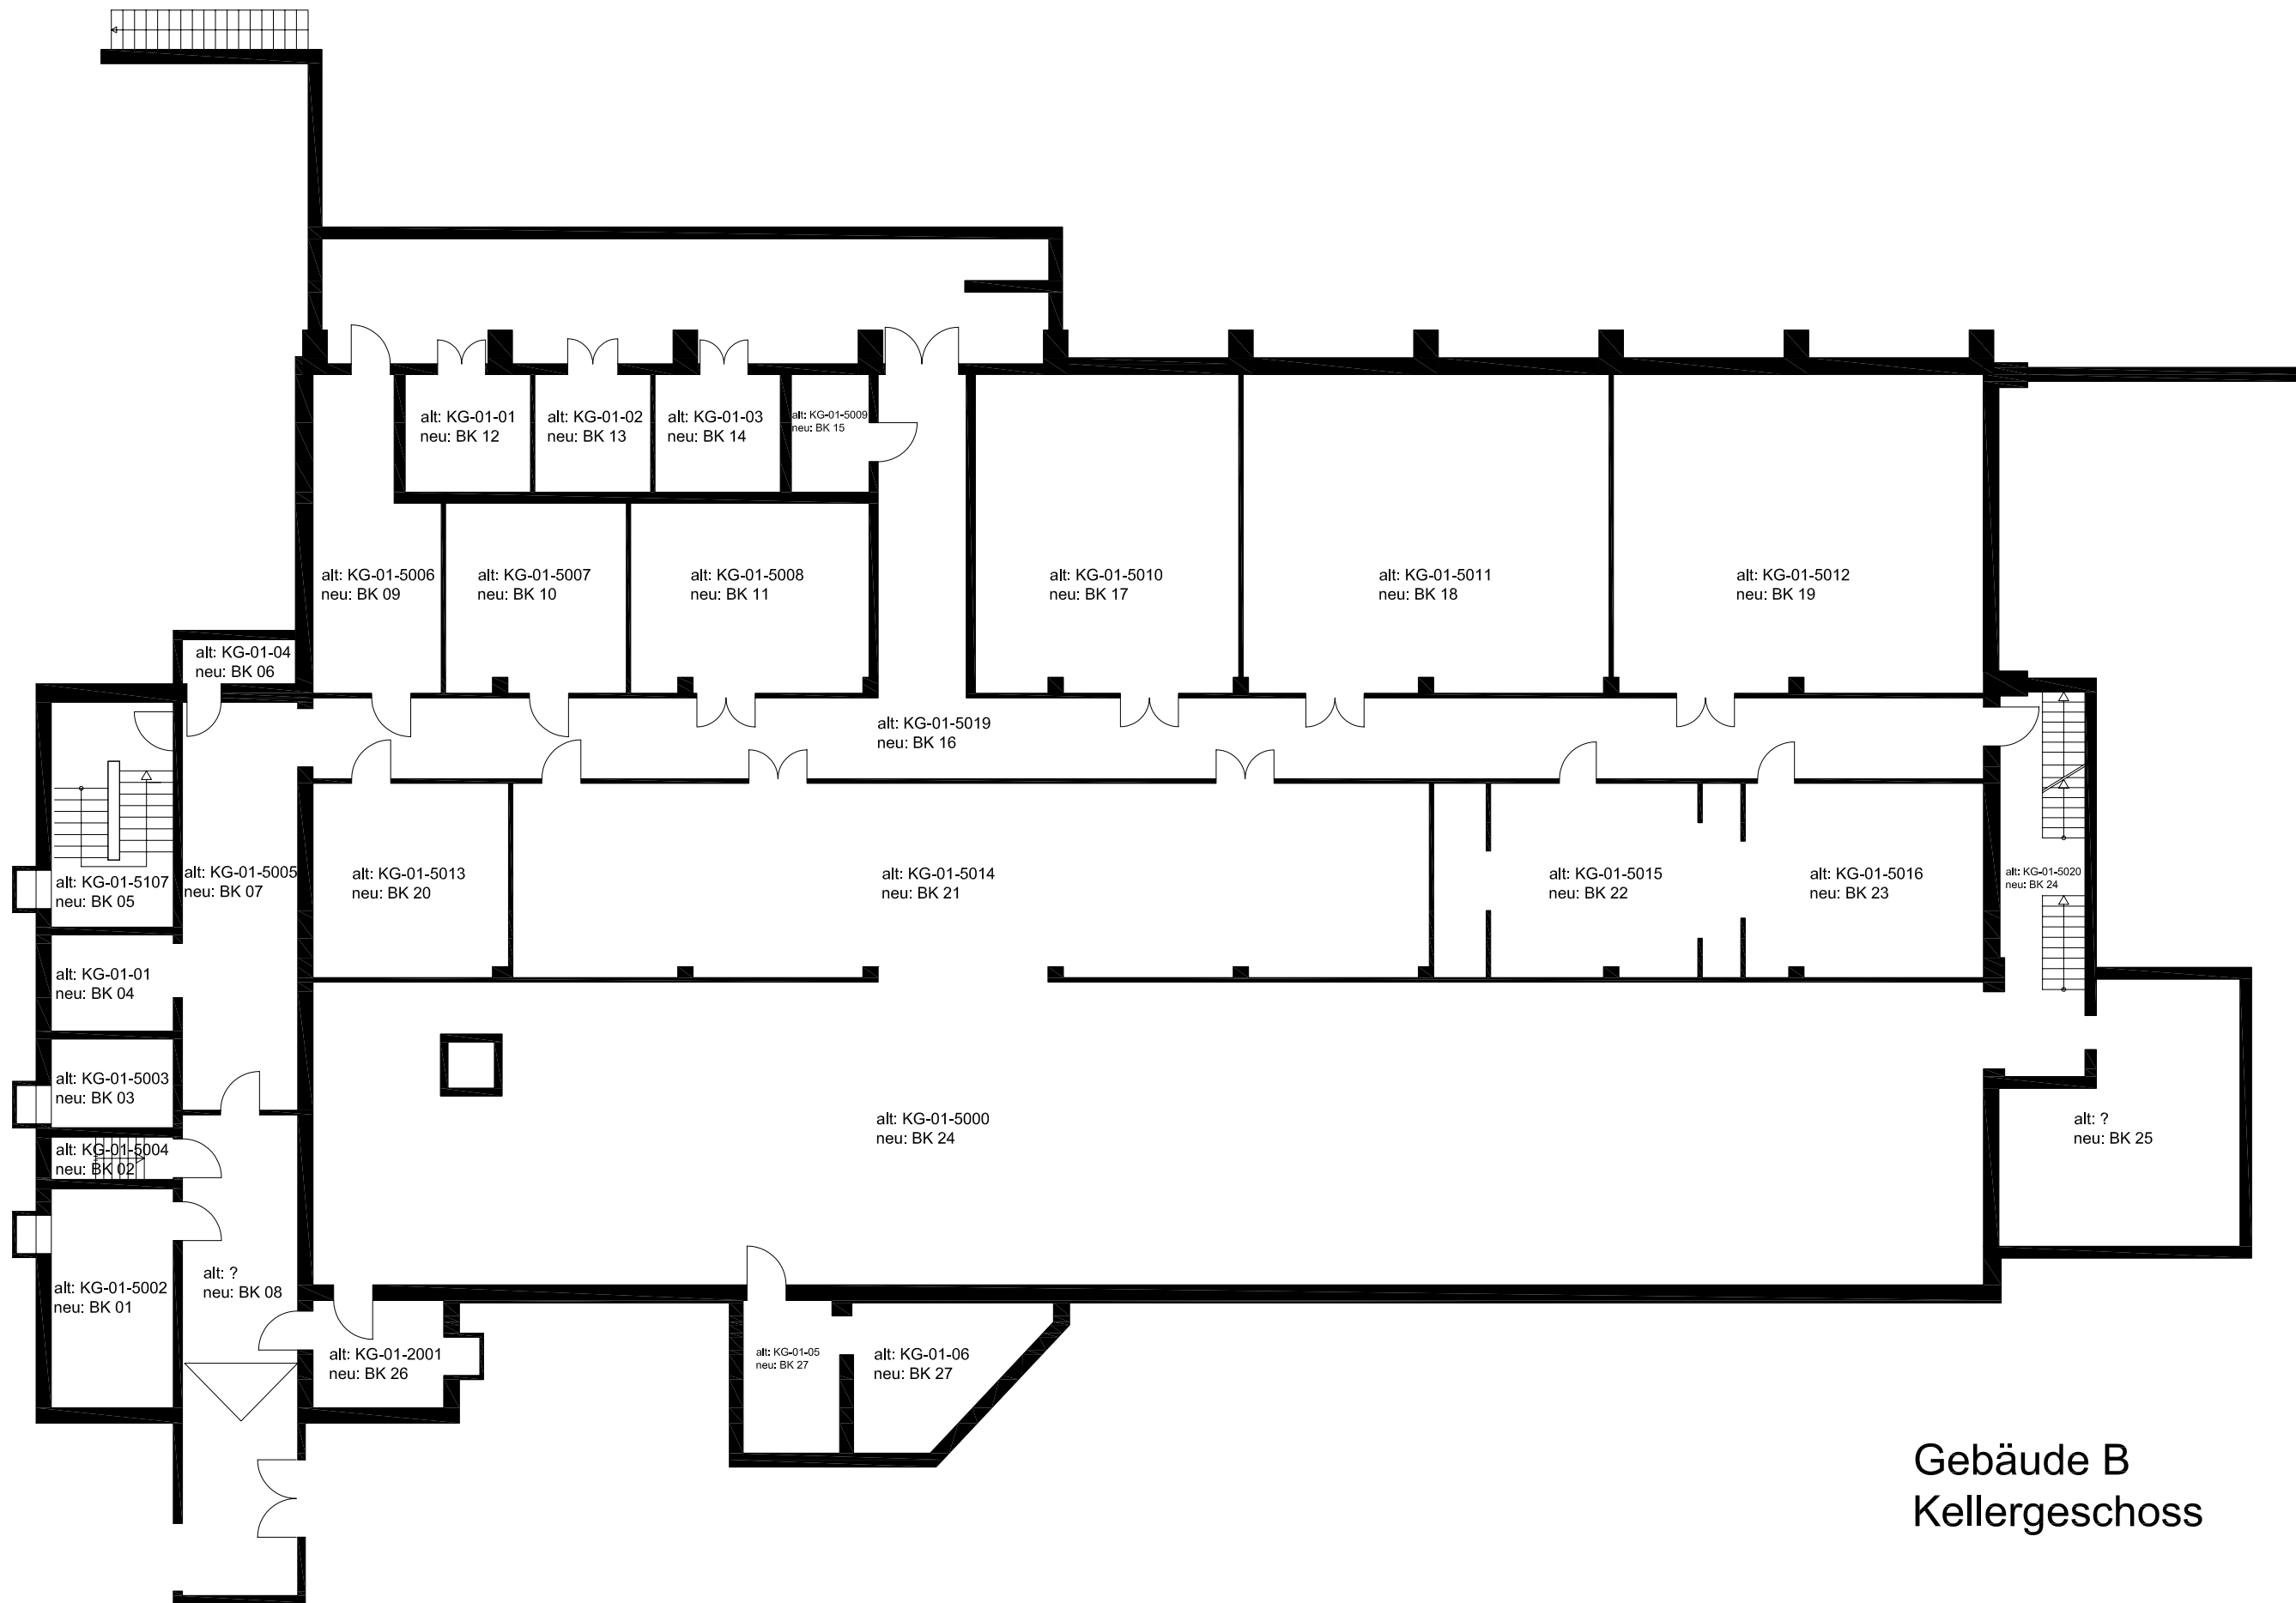 alt: KG-01-01
neu: BK 12
alt: KG-01-02
neu: BK 13
alt: KG-01-03
neu: BK 14
alt: KG-01-5009
neu: BK 15
alt: KG-01-5006
neu: BK 09
alt: KG-01-5007
neu: BK 10
alt: KG-01-5008
neu: BK 11
alt: KG-01-5010
neu: BK 17
alt: KG-01-5011
neu: BK 18
alt: KG-01-5012
neu: BK 19
alt: KG-01-04
neu: BK 06
alt: KG-01-5019
neu: BK 16
alt: KG-01-5107
neu: BK 05
alt: KG-01-5005
neu: BK 07
alt: KG-01-5013
neu: BK 20
alt: KG-01-5014
neu: BK 21
alt: KG-01-5015
neu: BK 22
alt: KG-01-5016
neu: BK 23
alt: KG-01-5020
neu: BK 24
alt: KG-01-01
neu: BK 04
alt: KG-01-5003
neu: BK 03
alt: KG-01-5004
neu: BK 02
alt: KG-01-5000
neu: BK 24
alt: ?
neu: BK 25
alt: KG-01-5002
neu: BK 01
alt: ?
neu: BK 08
alt: KG-01-2001
neu: BK 26
alt: KG-01-05
neu: BK 27
alt: KG-01-06
neu: BK 27
Gebäude B
Kellergeschoss